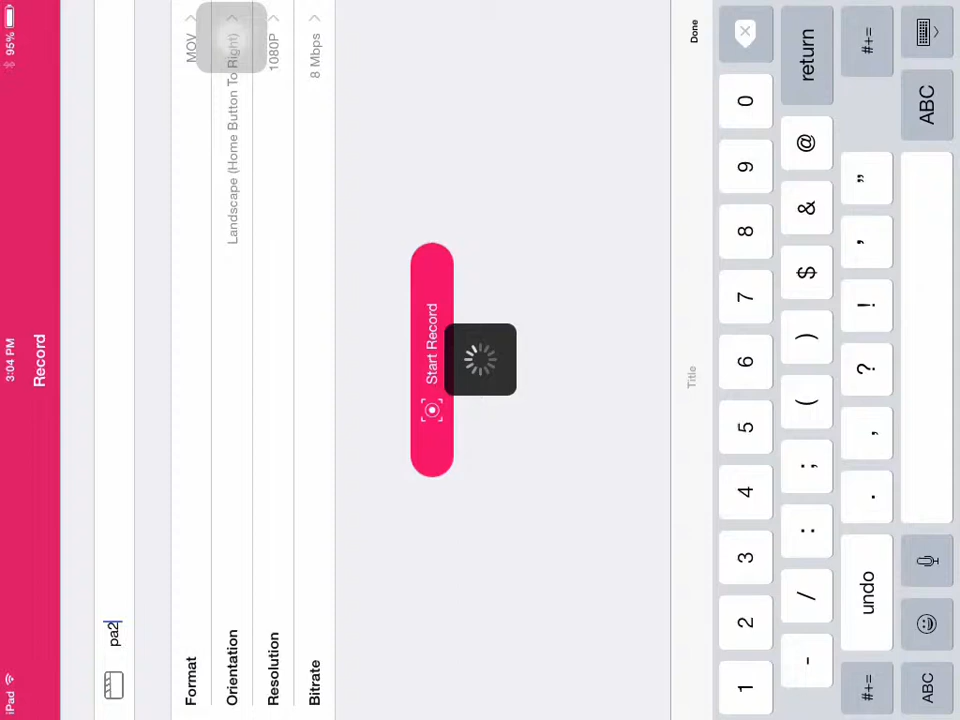 iPad 3:04 PM 95%
Record
pa2
Format MOV
Orientation Landscape (Home Button To Right)
Resolution 1080P
Bitrate 8 Mbps
Start Record
Title Done
1 2 3 4 5 6 7 8 9 0
- / : ; ( ) $ & @ return
#+= undo . , ? ! ' " #+=
ABC ABC